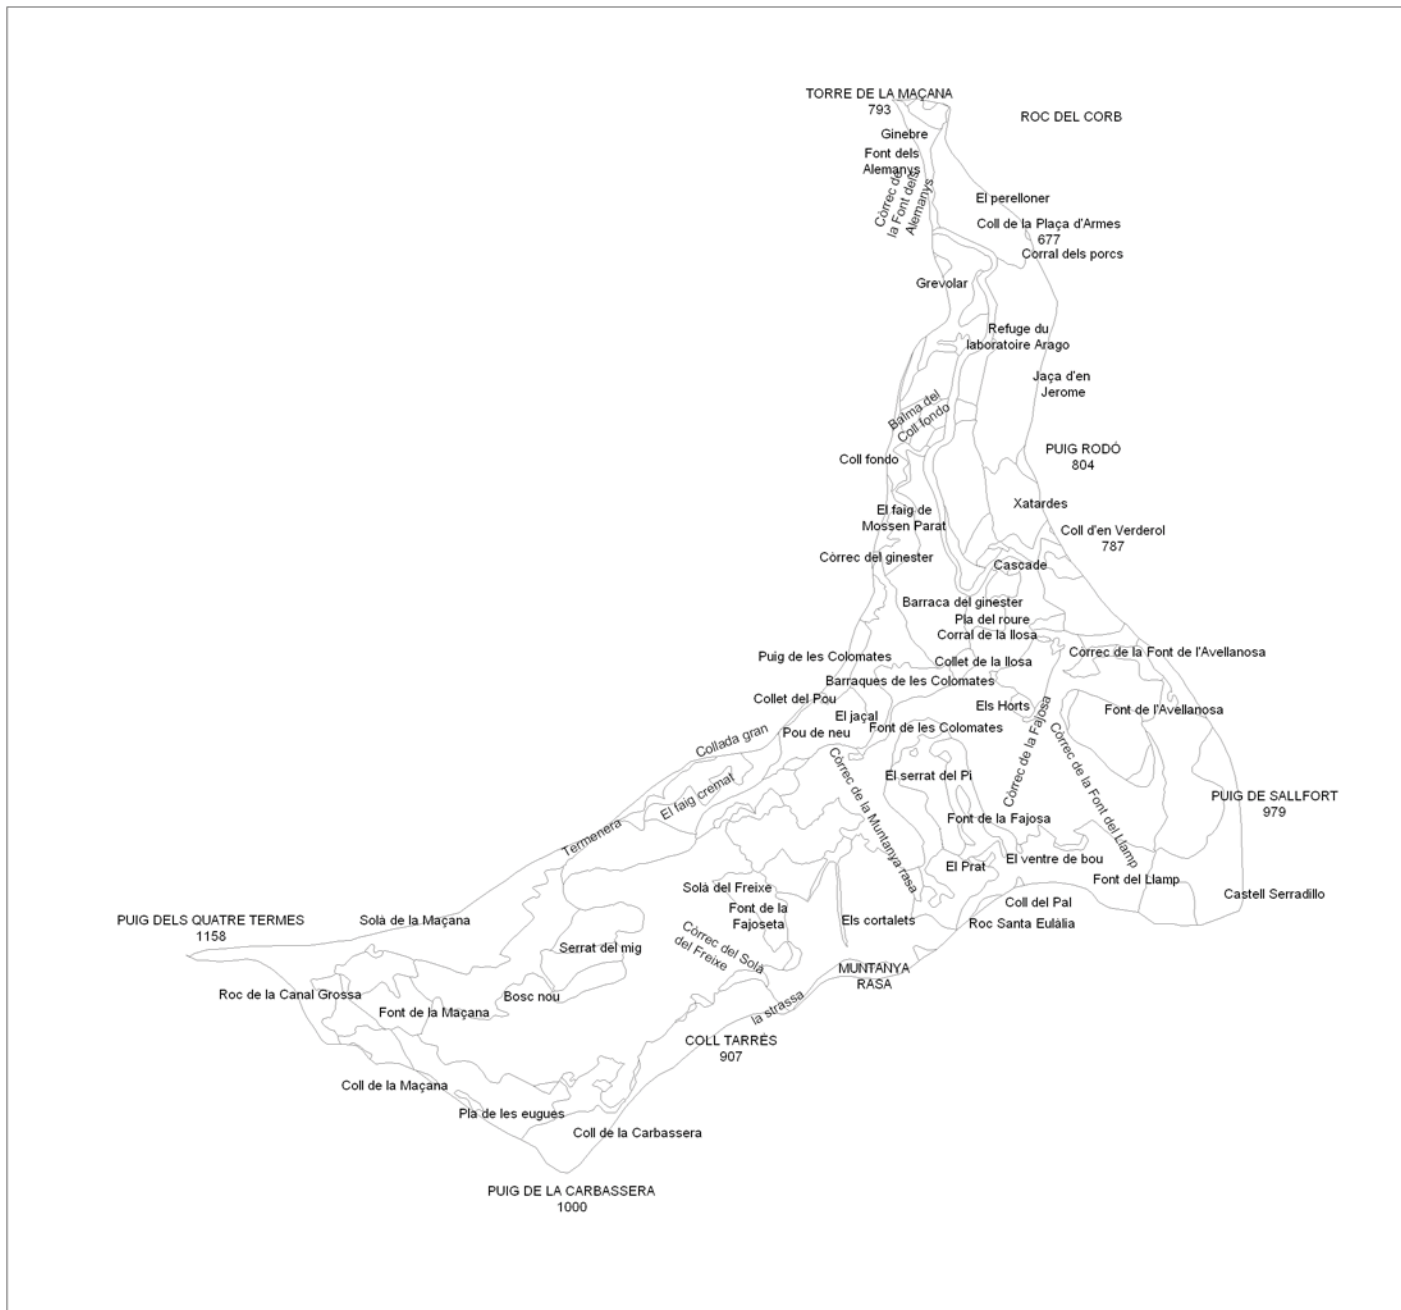 TORRE DE LA MAÇANA
793
ROC DEL CORB
Ginebre
Font dels
Alemanys
Còrrec de
la Font dels
Alemanys
El perelloner
Coll de la Plaça d'Armes
677
Corral dels porcs
Grevolar
Refuge du
laboratoire Arago
Jaça d'en
Jerome
Balma del
Coll fondo
PUIG RODÓ
804
Coll fondo
Xatardes
El faig de
Mossen Parat
Coll d'en Verderol
787
Còrrec del ginester
Cascade
Barraca del ginester
Pla del roure
Corral de la llosa
Puig de les Colomates
Collet de la llosa
Còrrec de la Font de l'Avellanosa
Barraques de les Colomates
Collet del Pou
El jaçal
Els Horts
Font de l'Avellanosa
Pou de neu
Font de les Colomates
Collada gran
Còrrec de la Fajosa
Còrrec de la Font del Llamp
Còrrec de la Muntanya rasa
El serrat del Pi
El faig cremat
PUIG DE SALLFORT
979
Font de la Fajosa
Termenera
El ventre de bou
El Prat
Font del Llamp
Solà del Freixe
Castell Serradillo
Coll del Pal
Font de la
Fajoseta
Els cortalets
Roc Santa Eulàlia
PUIG DELS QUATRE TERMES
1158
Solà de la Maçana
Serrat del mig
Còrrec del Solà
del Freixe
MUNTANYA
RASA
Roc de la Canal Grossa
Bosc nou
Font de la Maçana
la strassa
COLL TARRÉS
907
Coll de la Maçana
Pla de les eugues
Coll de la Carbassera
PUIG DE LA CARBASSERA
1000